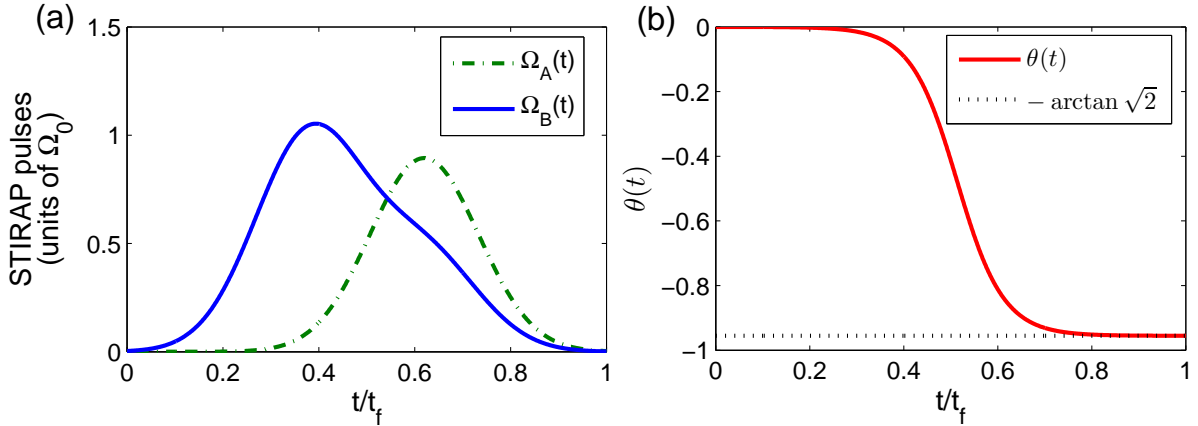 (a)
STIRAP pulses
(units of Ω_0)
1.5
1
0.5
0
0
0.2
0.4
0.6
0.8
1
t/t_f
Ω_A(t)
Ω_B(t)
(b)
θ(t)
0
−0.2
−0.4
−0.6
−0.8
−1
0
0.2
0.4
0.6
0.8
1
t/t_f
θ(t)
− arctan √2